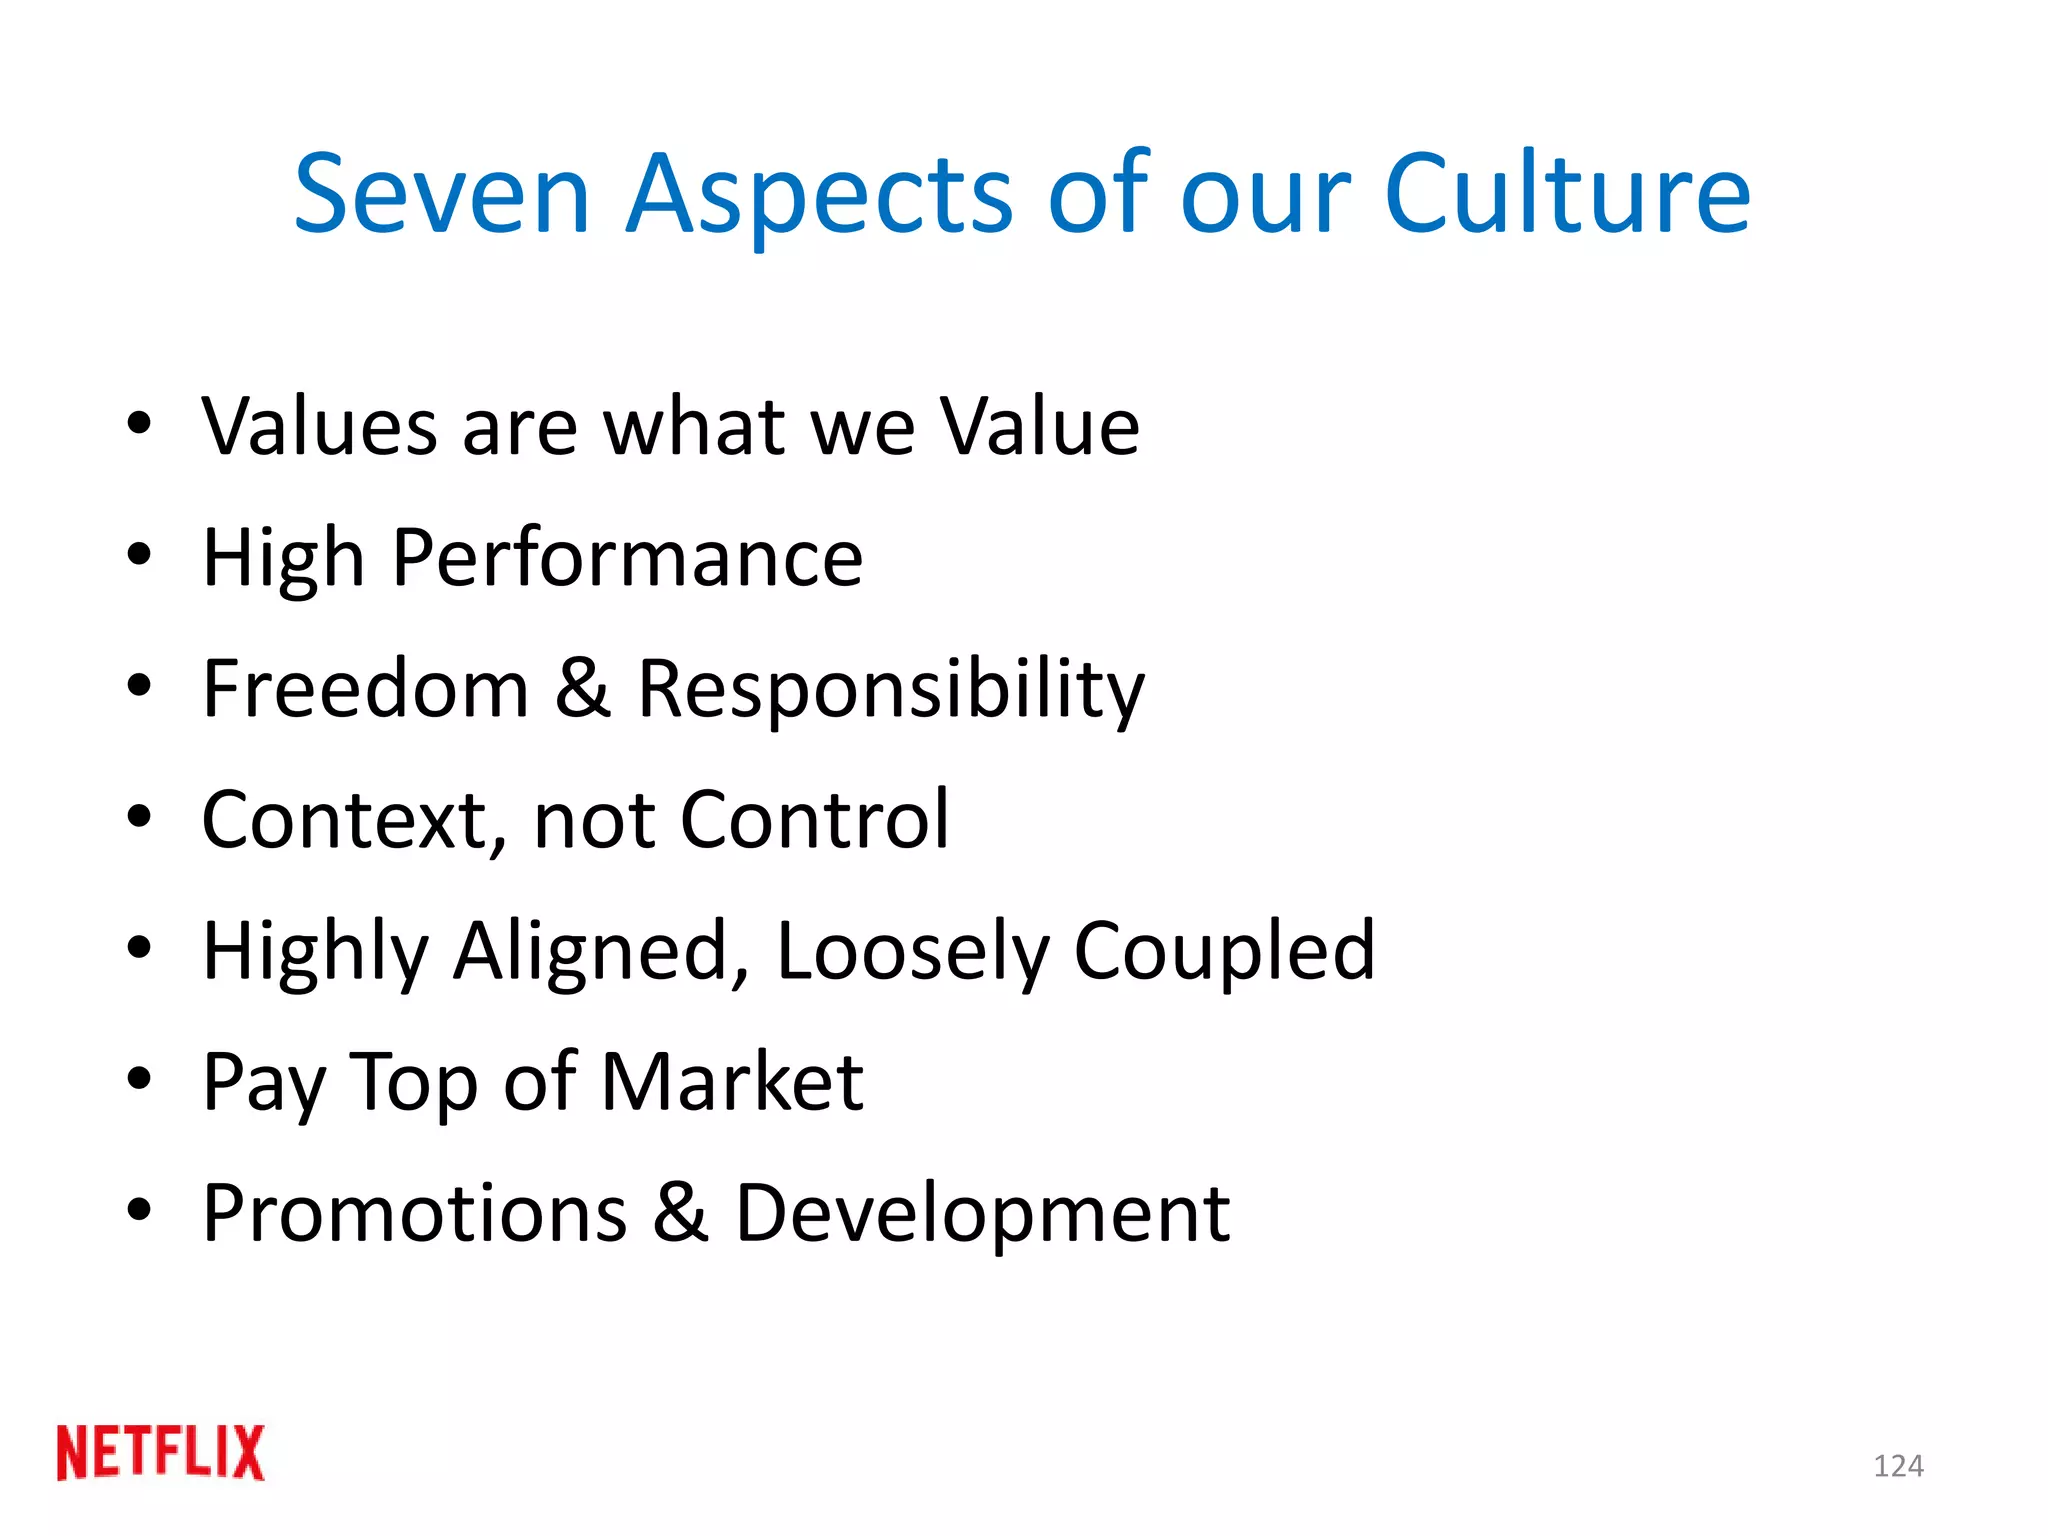 Seven Aspects of our Culture
• Values are what we Value
• High Performance
• Freedom & Responsibility
• Context, not Control
• Highly Aligned, Loosely Coupled
• Pay Top of Market
• Promotions & Development
NETFLIX
124